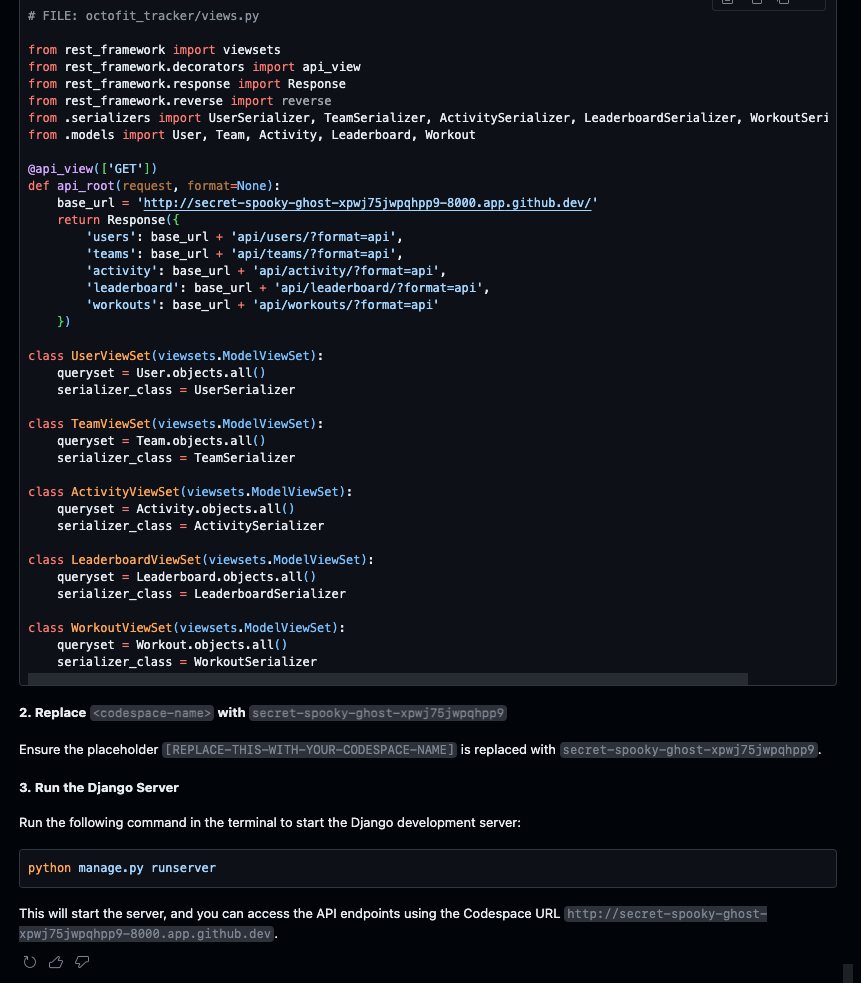 # FILE: octofit_tracker/views.py

from rest_framework import viewsets
from rest_framework.decorators import api_view
from rest_framework.response import Response
from rest_framework.reverse import reverse
from .serializers import UserSerializer, TeamSerializer, ActivitySerializer, LeaderboardSerializer, WorkoutSeri
from .models import User, Team, Activity, Leaderboard, Workout

@api_view(['GET'])
def api_root(request, format=None):
    base_url = 'http://secret-spooky-ghost-xpwj75jwpqhpp9-8000.app.github.dev/'
    return Response({
        'users': base_url + 'api/users/?format=api',
        'teams': base_url + 'api/teams/?format=api',
        'activity': base_url + 'api/activity/?format=api',
        'leaderboard': base_url + 'api/leaderboard/?format=api',
        'workouts': base_url + 'api/workouts/?format=api'
    })

class UserViewSet(viewsets.ModelViewSet):
    queryset = User.objects.all()
    serializer_class = UserSerializer

class TeamViewSet(viewsets.ModelViewSet):
    queryset = Team.objects.all()
    serializer_class = TeamSerializer

class ActivityViewSet(viewsets.ModelViewSet):
    queryset = Activity.objects.all()
    serializer_class = ActivitySerializer

class LeaderboardViewSet(viewsets.ModelViewSet):
    queryset = Leaderboard.objects.all()
    serializer_class = LeaderboardSerializer

class WorkoutViewSet(viewsets.ModelViewSet):
    queryset = Workout.objects.all()
    serializer_class = WorkoutSerializer

2. Replace <codespace-name> with secret-spooky-ghost-xpwj75jwpqhpp9

Ensure the placeholder [REPLACE-THIS-WITH-YOUR-CODESPACE-NAME] is replaced with secret-spooky-ghost-xpwj75jwpqhpp9.

3. Run the Django Server

Run the following command in the terminal to start the Django development server:

python manage.py runserver

This will start the server, and you can access the API endpoints using the Codespace URL http://secret-spooky-ghost-
xpwj75jwpqhpp9-8000.app.github.dev.